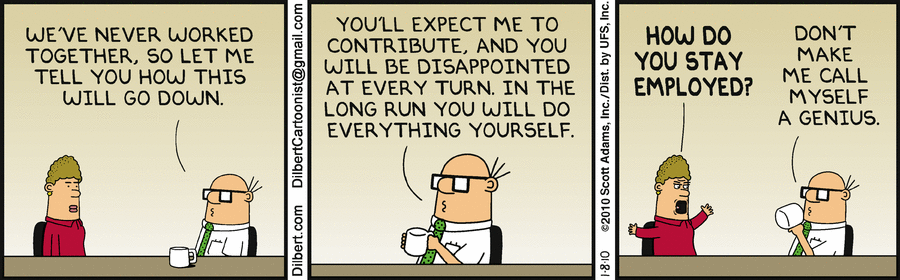 WE'VE NEVER WORKED
TOGETHER, SO LET ME
TELL YOU HOW THIS
WILL GO DOWN.
Dilbert.com DilbertCartoonist@gmail.com
YOU'LL EXPECT ME TO
CONTRIBUTE, AND YOU
WILL BE DISAPPOINTED
AT EVERY TURN. IN THE
LONG RUN YOU WILL DO
EVERYTHING YOURSELF.
1-8-10 ©2010 Scott Adams, Inc./Dist. by UFS, Inc.
HOW DO
YOU STAY
EMPLOYED?
DON'T
MAKE
ME CALL
MYSELF
A GENIUS.